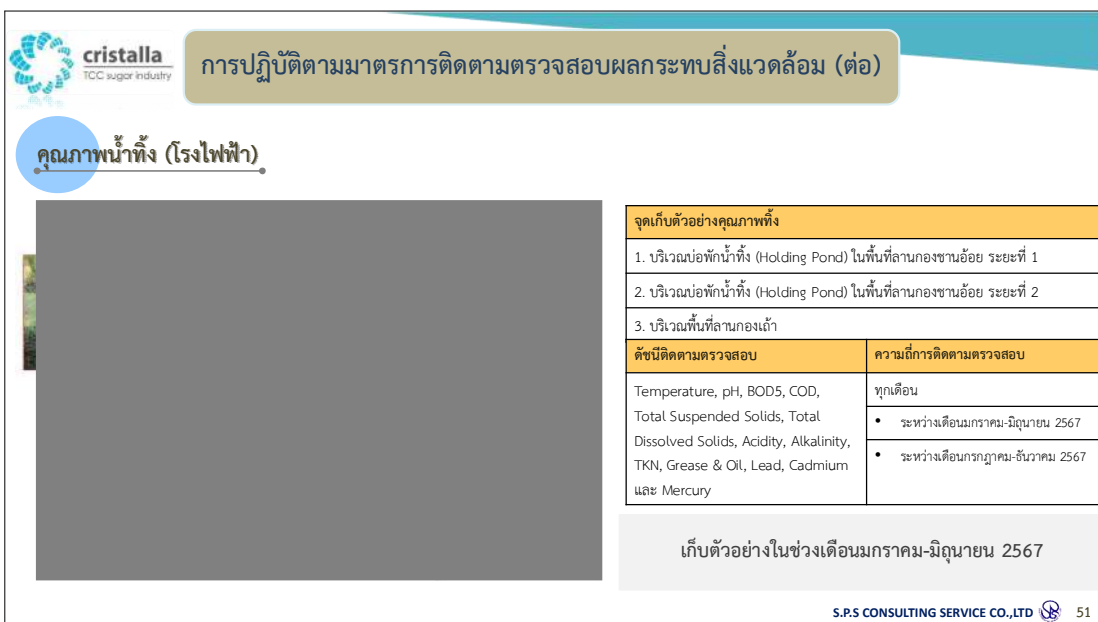 cristalla
TCC sugar industry
การปฏิบัติตามมาตรการติดตามตรวจสอบผลกระทบสิ่งแวดล้อม (ต่อ)
คุณภาพน้ำทิ้ง (โรงไฟฟ้า)
จุดเก็บตัวอย่างคุณภาพทิ้ง
1. บริเวณบ่อพักน้ำทิ้ง (Holding Pond) ในพื้นที่ลานกองชานอ้อย ระยะที่ 1
2. บริเวณบ่อพักน้ำทิ้ง (Holding Pond) ในพื้นที่ลานกองชานอ้อย ระยะที่ 2
3. บริเวณพื้นที่ลานกองเถ้า
ดัชนีติดตามตรวจสอบ
Temperature, pH, BOD5, COD,
Total Suspended Solids, Total
Dissolved Solids, Acidity, Alkalinity,
TKN, Grease & Oil, Lead, Cadmium
และ Mercury
ความถี่การติดตามตรวจสอบ
ทุกเดือน
• ระหว่างเดือนมกราคม-มิถุนายน 2567
• ระหว่างเดือนกรกฎาคม-ธันวาคม 2567
เก็บตัวอย่างในช่วงเดือนมกราคม-มิถุนายน 2567
S.P.S CONSULTING SERVICE CO.,LTD 51